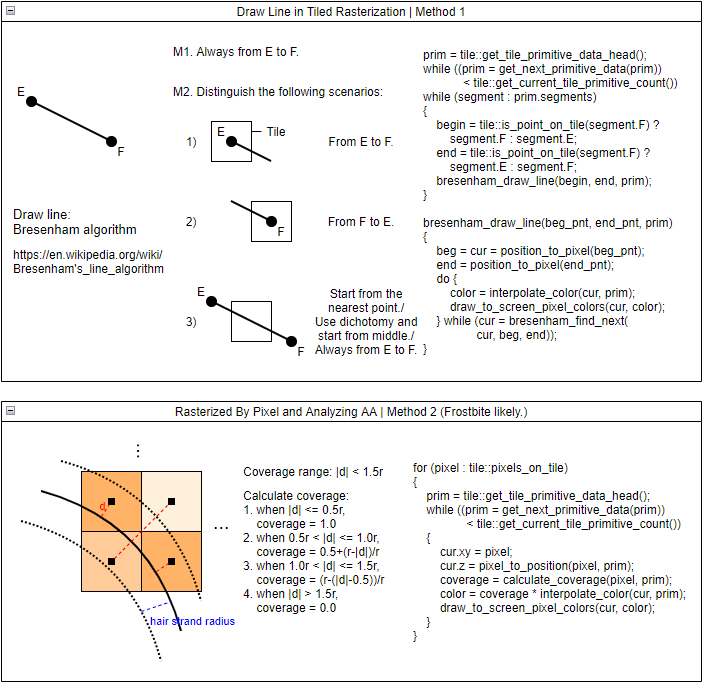 Draw Line in Tiled Rasterization | Method 1
M1. Always from E to F.
M2. Distinguish the following scenarios:
E
F
Draw line:
Bresenham algorithm
https://en.wikipedia.org/wiki/
Bresenham's_line_algorithm
1)
E
Tile
From E to F.
2)
F
From F to E.
3)
E
F
Start from the
nearest point./
Use dichotomy and
start from middle./
Always from E to F.
prim = tile::get_tile_primitive_data_head();
while ((prim = get_next_primitive_data(prim))
< tile::get_current_tile_primitive_count())
while (segment : prim.segments)
{
begin = tile::is_point_on_tile(segment.F) ?
segment.F : segment.E;
end = tile::is_point_on_tile(segment.F) ?
segment.E : segment.F;
bresenham_draw_line(begin, end, prim);
}
bresenham_draw_line(beg_pnt, end_pnt, prim)
{
beg = cur = position_to_pixel(beg_pnt);
end = position_to_pixel(end_pnt);
do {
color = interpolate_color(cur, prim);
draw_to_screen_pixel_colors(cur, color);
} while (cur = bresenham_find_next(
cur, beg, end));
}
Rasterized By Pixel and Analyzing AA | Method 2 (Frostbite likely.)
...
d
...
hair strand radius
Coverage range: |d| < 1.5r
Calculate coverage:
1. when |d| <= 0.5r,
coverage = 1.0
2. when 0.5r < |d| <= 1.0r,
coverage = 0.5+(r-|d|)/r
3. when 1.0r < |d| <= 1.5r,
coverage = (r-(|d|-0.5))/r
4. when |d| > 1.5r,
coverage = 0.0
for (pixel : tile::pixels_on_tile)
{
prim = tile::get_tile_primitive_data_head();
while ((prim = get_next_primitive_data(prim))
< tile::get_current_tile_primitive_count())
{
cur.xy = pixel;
cur.z = pixel_to_position(pixel, prim);
coverage = calculate_coverage(pixel, prim);
color = coverage * interpolate_color(cur, prim);
draw_to_screen_pixel_colors(cur, color);
}
}